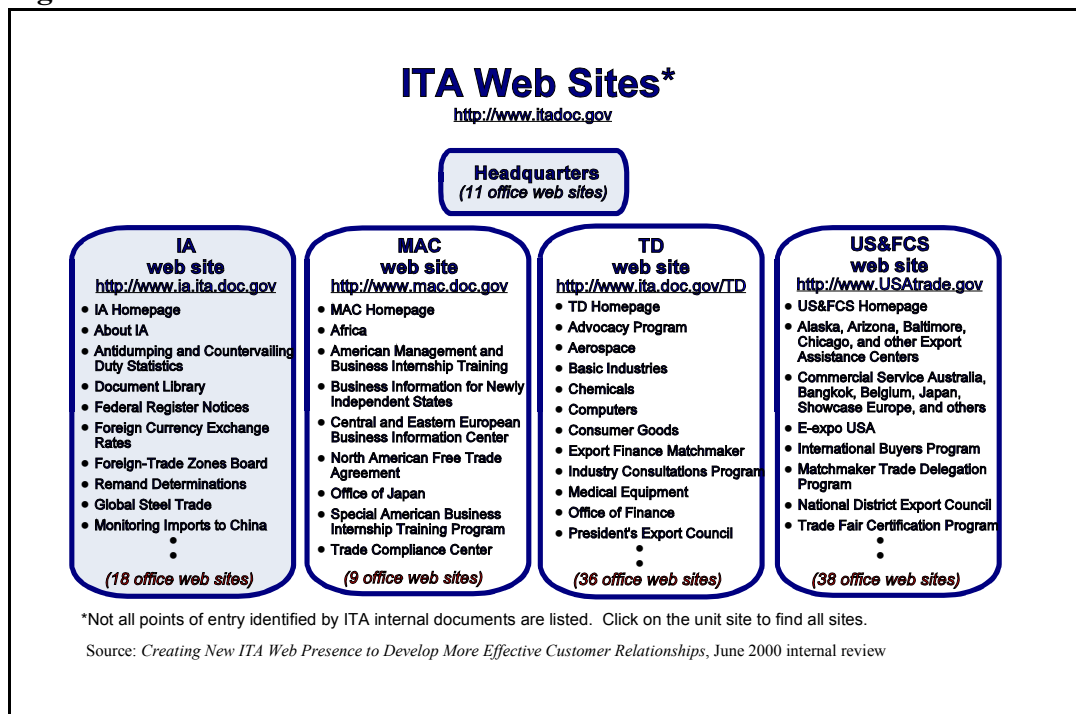 ITA Web Sites*
http://www.itadoc.gov
Headquarters
(11 office web sites)
IA
web site
http://www.ia.ita.doc.gov
• IA Homepage
• About IA
• Antidumping and Countervailing
Duty Statistics
• Document Library
• Federal Register Notices
• Foreign Currency Exchange
Rates
• Foreign-Trade Zones Board
• Remand Determinations
• Global Steel Trade
• Monitoring Imports to China
•
•
(18 office web sites)
MAC
web site
http://www.mac.doc.gov
• MAC Homepage
• Africa
• American Management and
Business Internship Training
• Business Information for Newly
Independent States
• Central and Eastern European
Business Information Center
• North American Free Trade
Agreement
• Office of Japan
• Special American Business
Internship Training Program
• Trade Compliance Center
(9 office web sites)
TD
web site
http://www.ita.doc.gov/TD
• TD Homepage
• Advocacy Program
• Aerospace
• Basic Industries
• Chemicals
• Computers
• Consumer Goods
• Export Finance Matchmaker
• Industry Consultations Program
• Medical Equipment
• Office of Finance
• President's Export Council
•
•
(36 office web sites)
US&FCS
web site
http://www.USAtrade.gov
• US&FCS Homepage
• Alaska, Arizona, Baltimore,
Chicago, and other Export
Assistance Centers
• Commercial Service Australia,
Bangkok, Belgium, Japan,
Showcase Europe, and others
• E-expo USA
• International Buyers Program
• Matchmaker Trade Delegation
Program
• National District Export Council
• Trade Fair Certification Program
•
•
(38 office web sites)
*Not all points of entry identified by ITA internal documents are listed. Click on the unit site to find all sites.
Source: Creating New ITA Web Presence to Develop More Effective Customer Relationships, June 2000 internal review